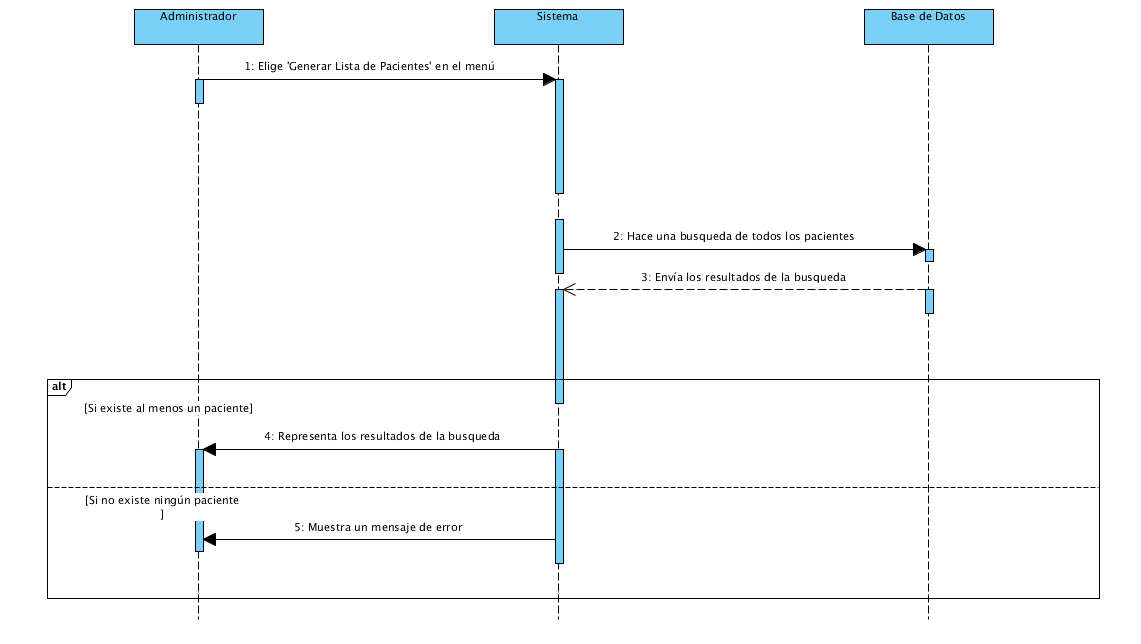 Administrador
Sistema
Base de Datos
1: Elige 'Generar Lista de Pacientes' en el menú
2: Hace una busqueda de todos los pacientes
3: Envía los resultados de la busqueda
alt
[Si existe al menos un paciente]
4: Representa los resultados de la busqueda
[Si no existe ningún paciente
]
5: Muestra un mensaje de error